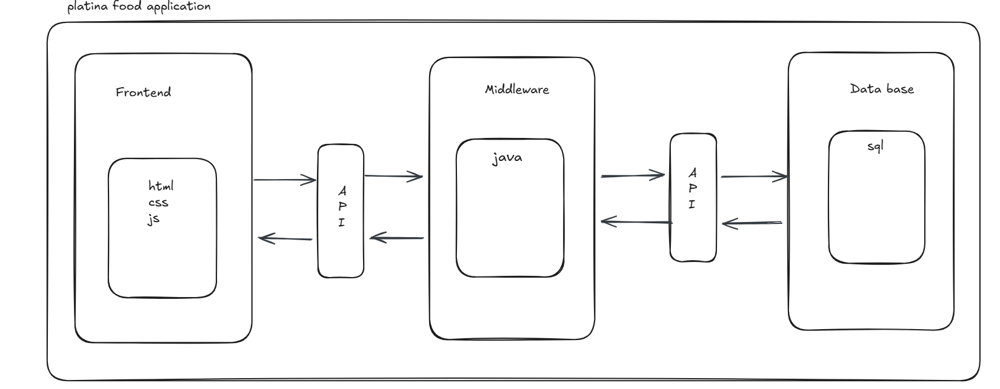 platina food application
Frontend
html
css
js
A
P
I
Middleware
java
A
P
I
Data base
sql